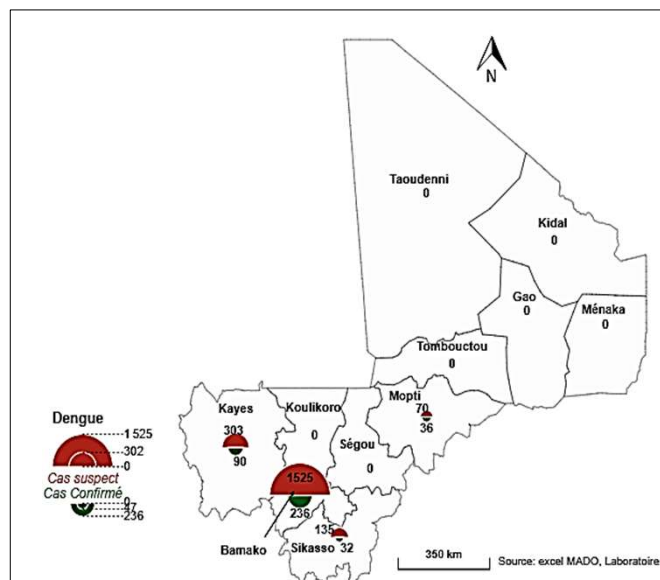 N
Taoudenni
0
Kidal
0
Gao
0
Ménaka
0
Tombouctou
0
Mopti
70
36
Kayes
303
90
Koulikoro
0
Ségou
0
1525
236
Bamako
135
Sikasso 32
Dengue
1 525
302
0
Cas suspect
Cas Confirmé
0
236
350 km
Source: excel MADO, Laboratoire